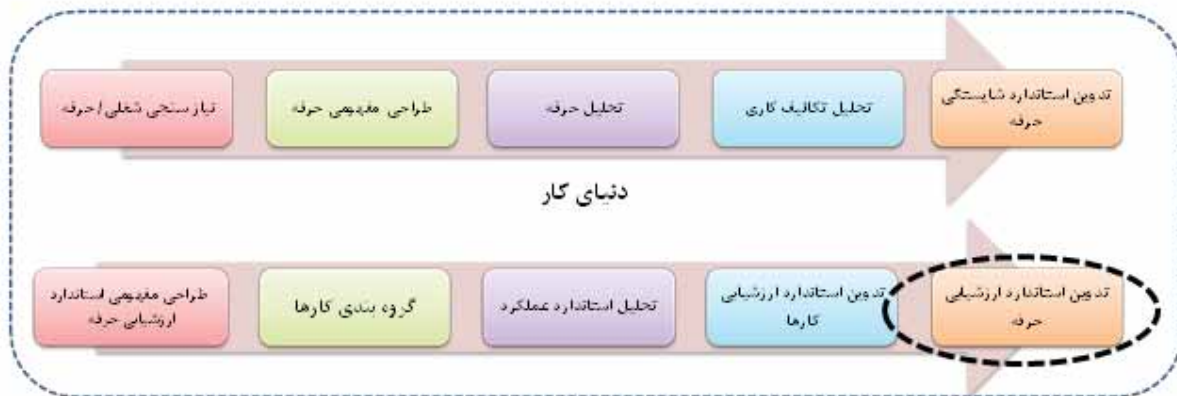 نیاز سنجی شغلی / حرفه
طراحی مفهومی حرفه
تحلیل حرفه
تحلیل تکالیف کاری
تدوین استاندارد شایستگی
حرفه
دنیای کار
طراحی مفهومی استاندارد
ارزشیابی حرفه
گروه بندی کارها
تحلیل استاندارد عملکرد
تدوین استاندارد ارزشیابی
کارها
تدوین استاندارد ارزشیابی
حرفه